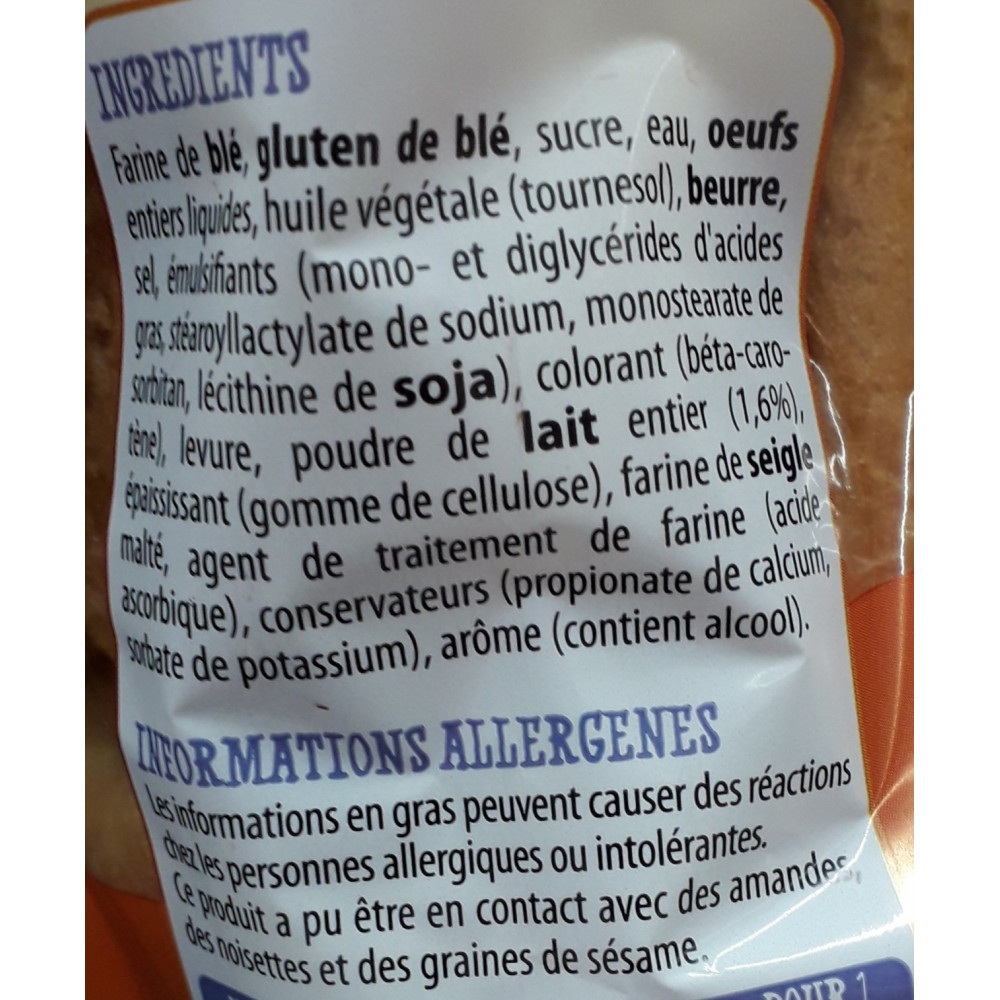 INGREDIENTS
Farine de blé, gluten de blé, sucre, eau, oeufs
entiers liquides, huile végétale (tournesol), beurre,
sel, émulsifiants (mono- et diglycérides d'acides
gras, stéaroyllactylate de sodium, monostearate de
sorbitan, lécithine de soja), colorant (béta-caro-
tène), levure, poudre de lait entier (1,6%),
épaississant (gomme de cellulose), farine de seigle
malté, agent de traitement de farine (acide
ascorbique), conservateurs (propionate de calcium,
sorbate de potassium), arôme (contient alcool).
INFORMATIONS ALLERGENES
Les informations en gras peuvent causer des réactions
chez les personnes allergiques ou intolérantes.
Ce produit a pu être en contact avec des amandes,
des noisettes et des graines de sésame.
POUR 1